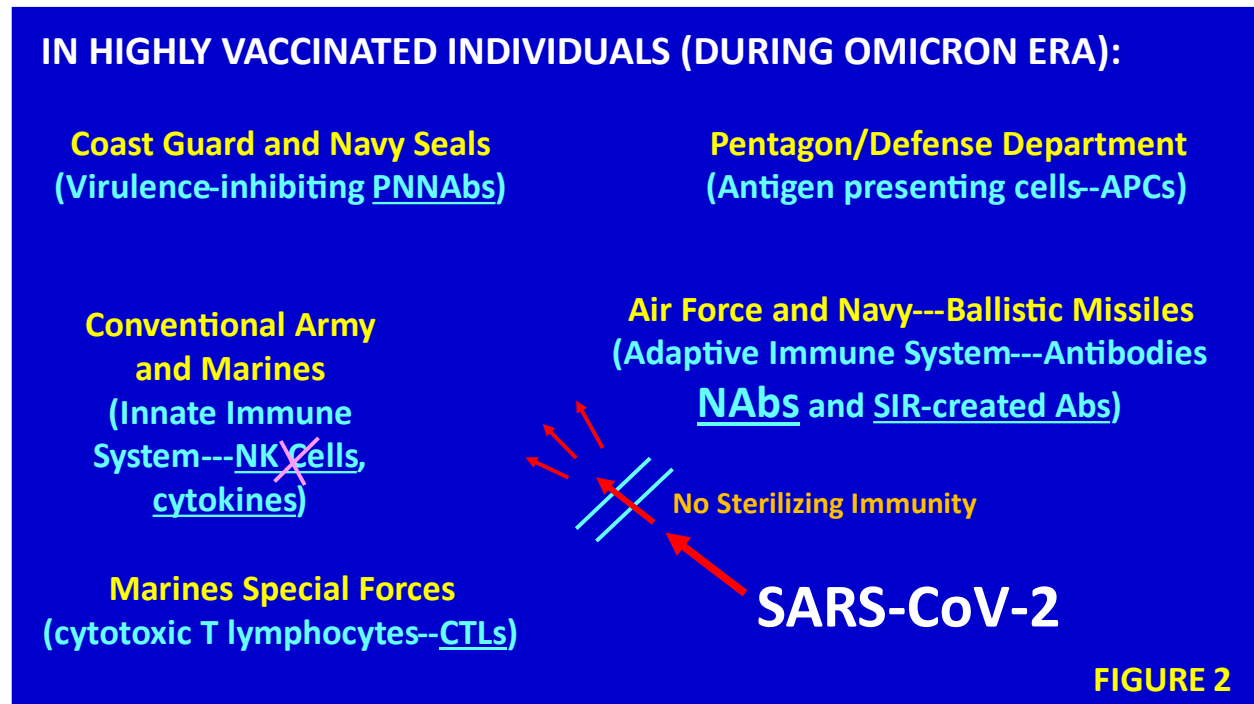 IN HIGHLY VACCINATED INDIVIDUALS (DURING OMICRON ERA):
Coast Guard and Navy Seals
(Virulence-inhibiting PNNAbs)
Pentagon/Defense Department
(Antigen presenting cells--APCs)
Conventional Army
and Marines
(Innate Immune
System---NK Cells,
cytokines)
Air Force and Navy---Ballistic Missiles
(Adaptive Immune System---Antibodies
NAbs and SIR-created Abs)
No Sterilizing Immunity
Marines Special Forces
(cytotoxic T lymphocytes--CTLs)
SARS-CoV-2
FIGURE 2